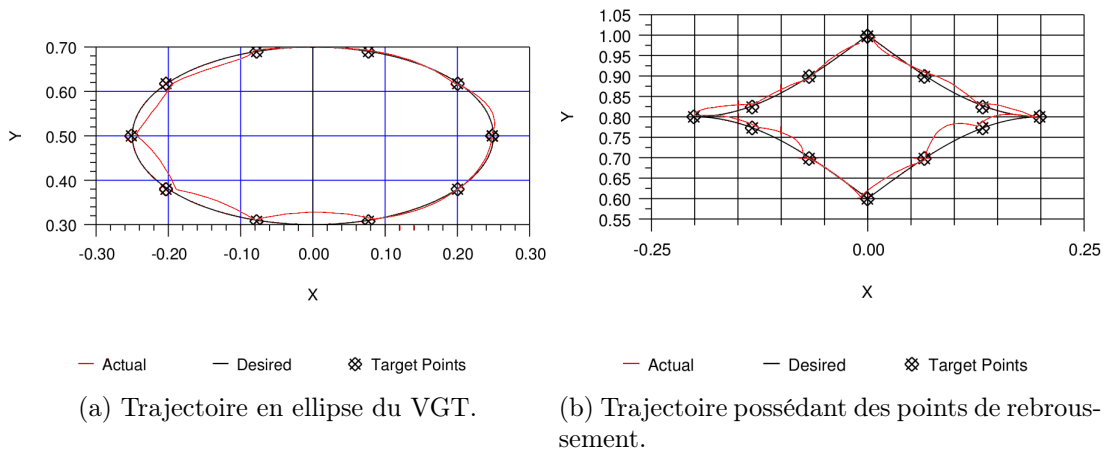 0.70
0.60
0.50
0.40
0.30
Y
-0.30 -0.20 -0.10 0.00 0.10 0.20 0.30
X
Actual Desired Target Points
(a) Trajectoire en ellipse du VGT.
1.05
1.00
0.95
0.90
0.85
0.80
0.75
0.70
0.65
0.60
0.55
Y
-0.25 0.00 0.25
X
Actual Desired Target Points
(b) Trajectoire possédant des points de rebrous-
sement.